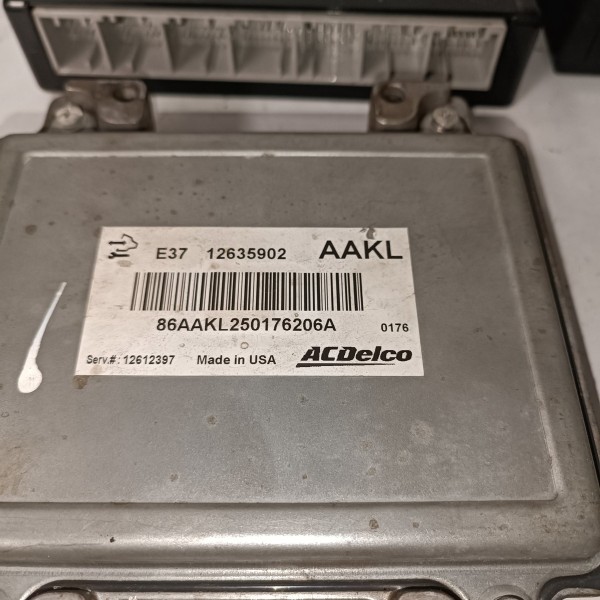 E37 12635902 AAKL
86AAKL250176206A 0176
Serv.#: 12612397 Made in USA ACDelco